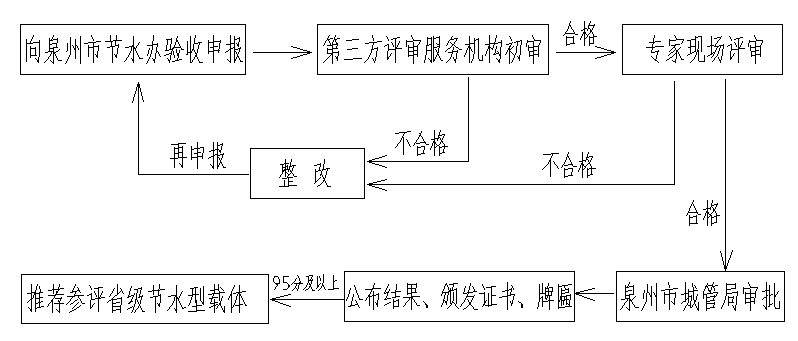 向泉州市节水办验收申报
第三方评审服务机构初审
合格
专家现场评审
不合格
再申报
整 改
不合格
合格
推荐参评省级节水型载体
95分及以上
公布结果、颁发证书、牌匾
泉州市城管局审批